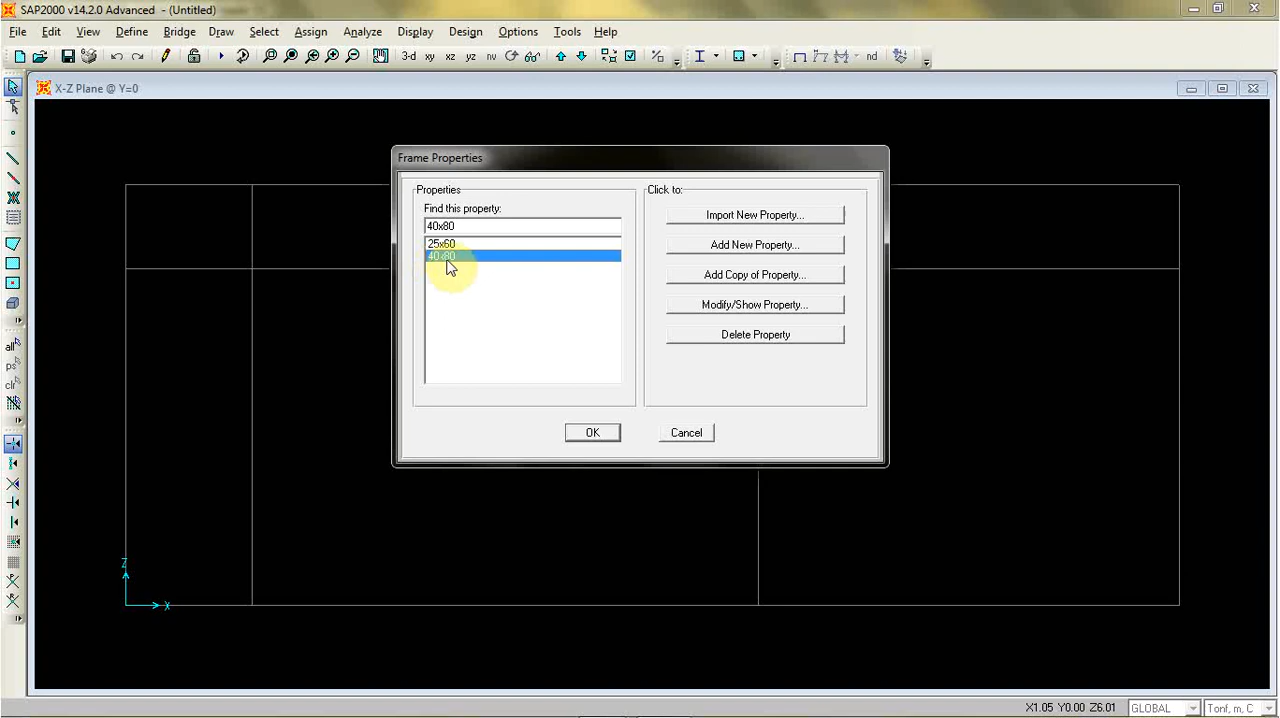 SAP2000 v14.2.0 Advanced - (Untitled)
File Edit View Define Bridge Draw Select Assign Analyze Display Design Options Tools Help
3-d xy xz yz nv nd
X-Z Plane @ Y=0
all
ps
clr
Frame Properties
Properties
Find this property:
40x80
25x60
40x80
Click to:
Import New Property...
Add New Property...
Add Copy of Property...
Modify/Show Property...
Delete Property
OK Cancel
Z
X
X1.05 Y0.00 Z6.01 GLOBAL Tonf, m, C